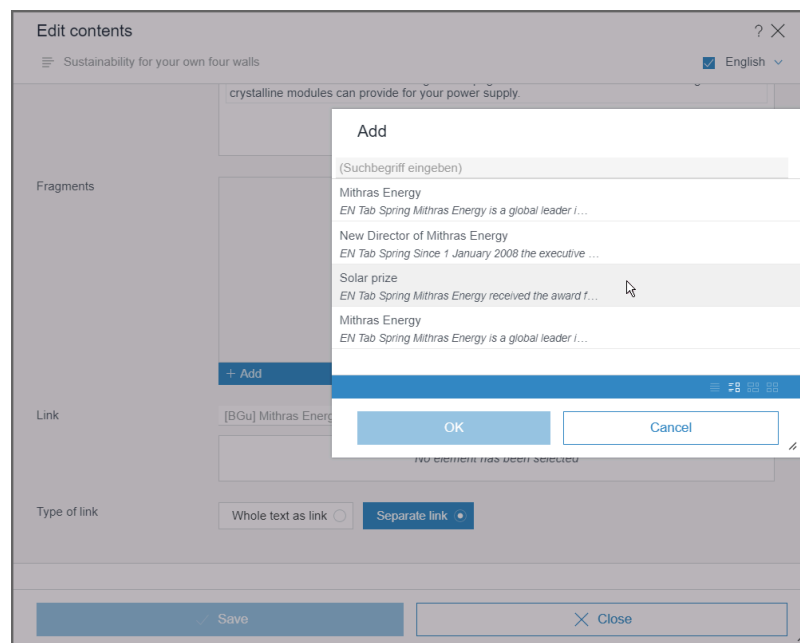 Edit contents
?
Sustainability for your own four walls
English
crystalline modules can provide for your power supply.
Add
(Suchbegriff eingeben)
Fragments
Mithras Energy
EN Tab Spring Mithras Energy is a global leader i…
New Director of Mithras Energy
EN Tab Spring Since 1 January 2008 the executive …
Solar prize
EN Tab Spring Mithras Energy received the award f…
Mithras Energy
EN Tab Spring Mithras Energy is a global leader i…
+ Add
Link
[BGu] Mithras Energ
OK
Cancel
No element has been selected
Type of link
Whole text as link
Separate link
Save
Close